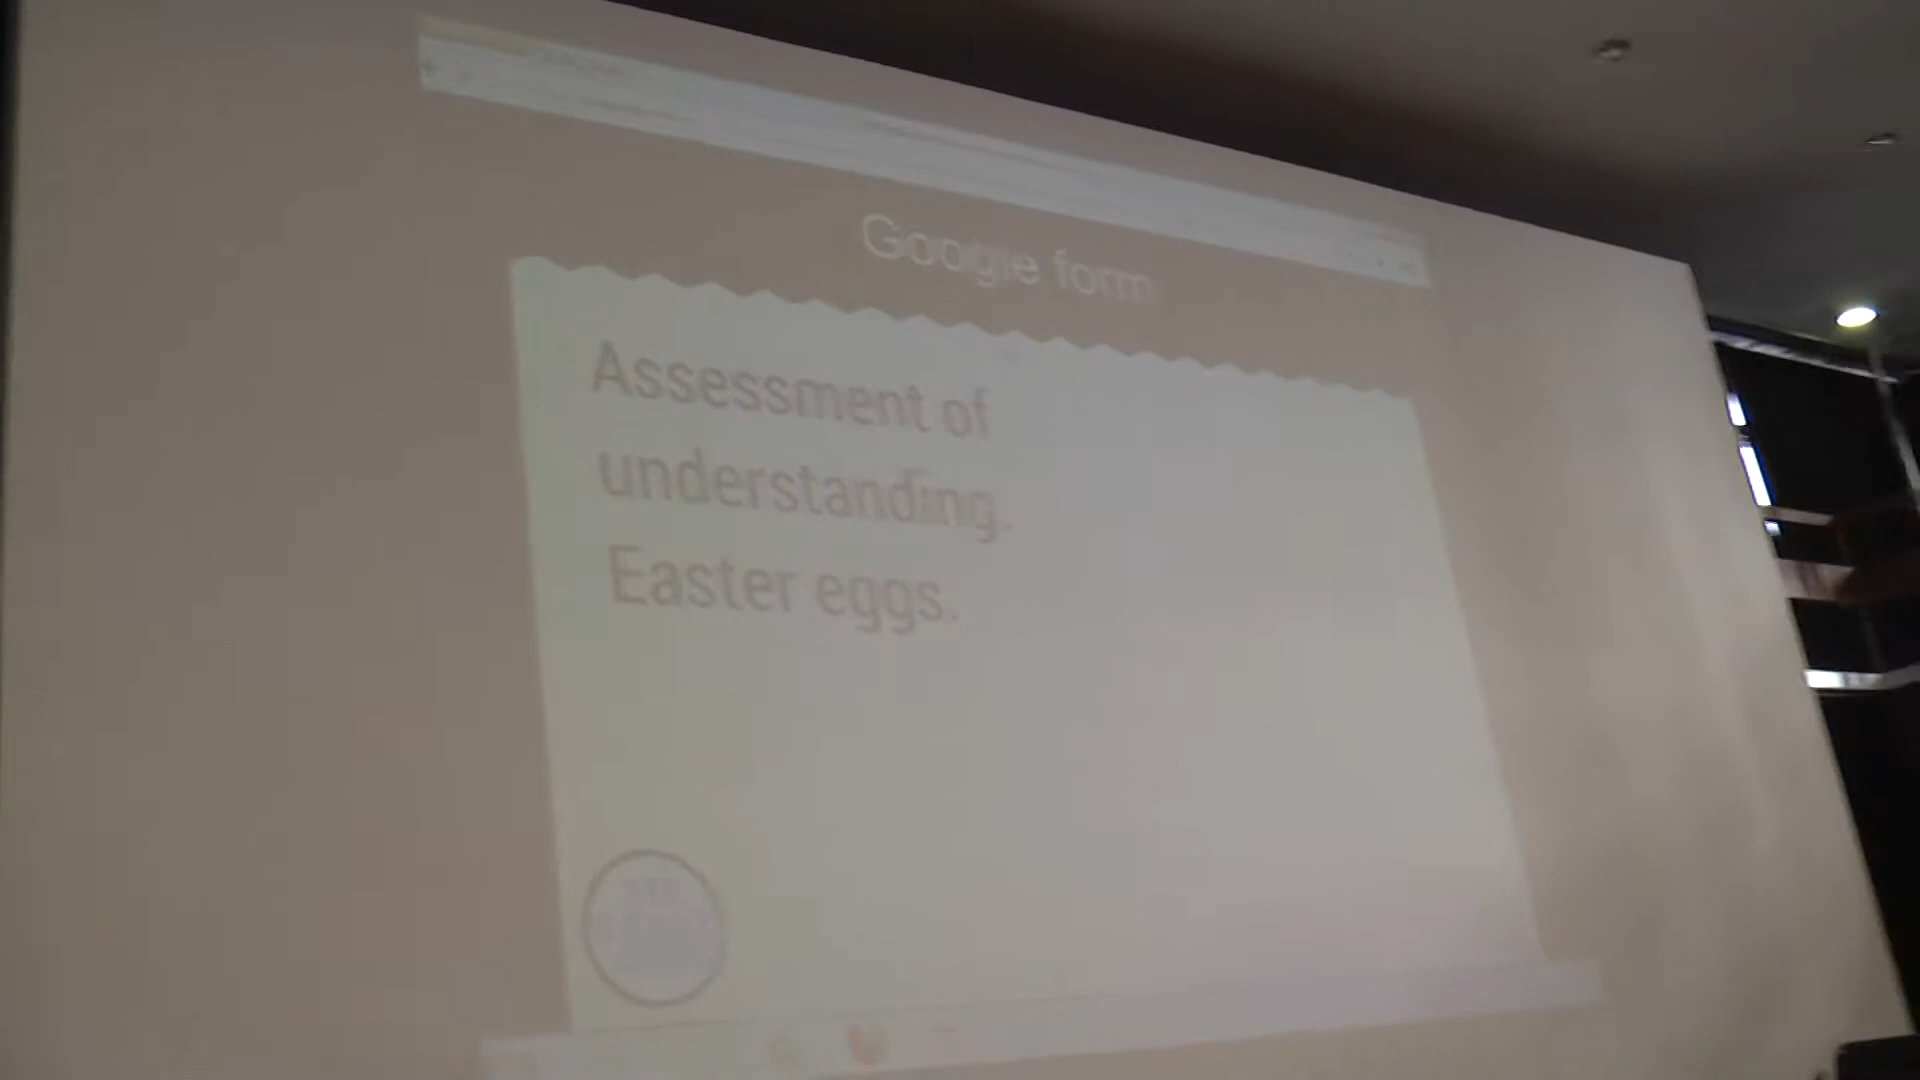 Google form
Assessment of
understanding.
Easter eggs.